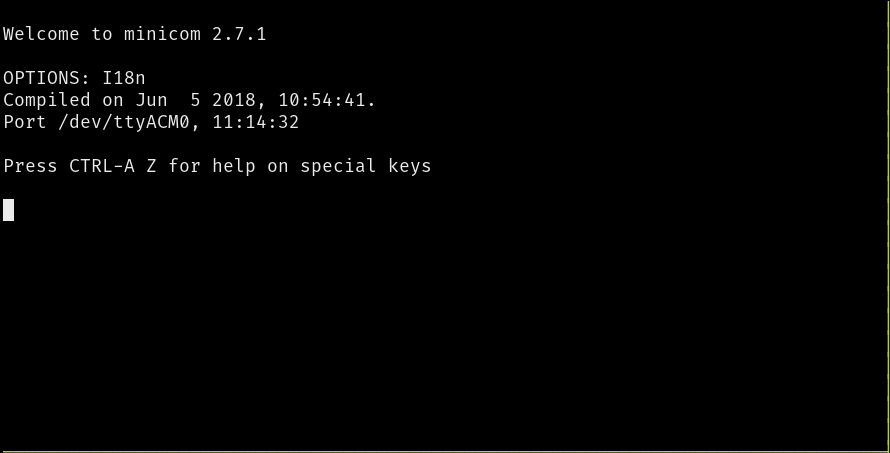 Welcome to minicom 2.7.1
OPTIONS: I18n
Compiled on Jun  5 2018, 10:54:41.
Port /dev/ttyACM0, 11:14:32
Press CTRL-A Z for help on special keys